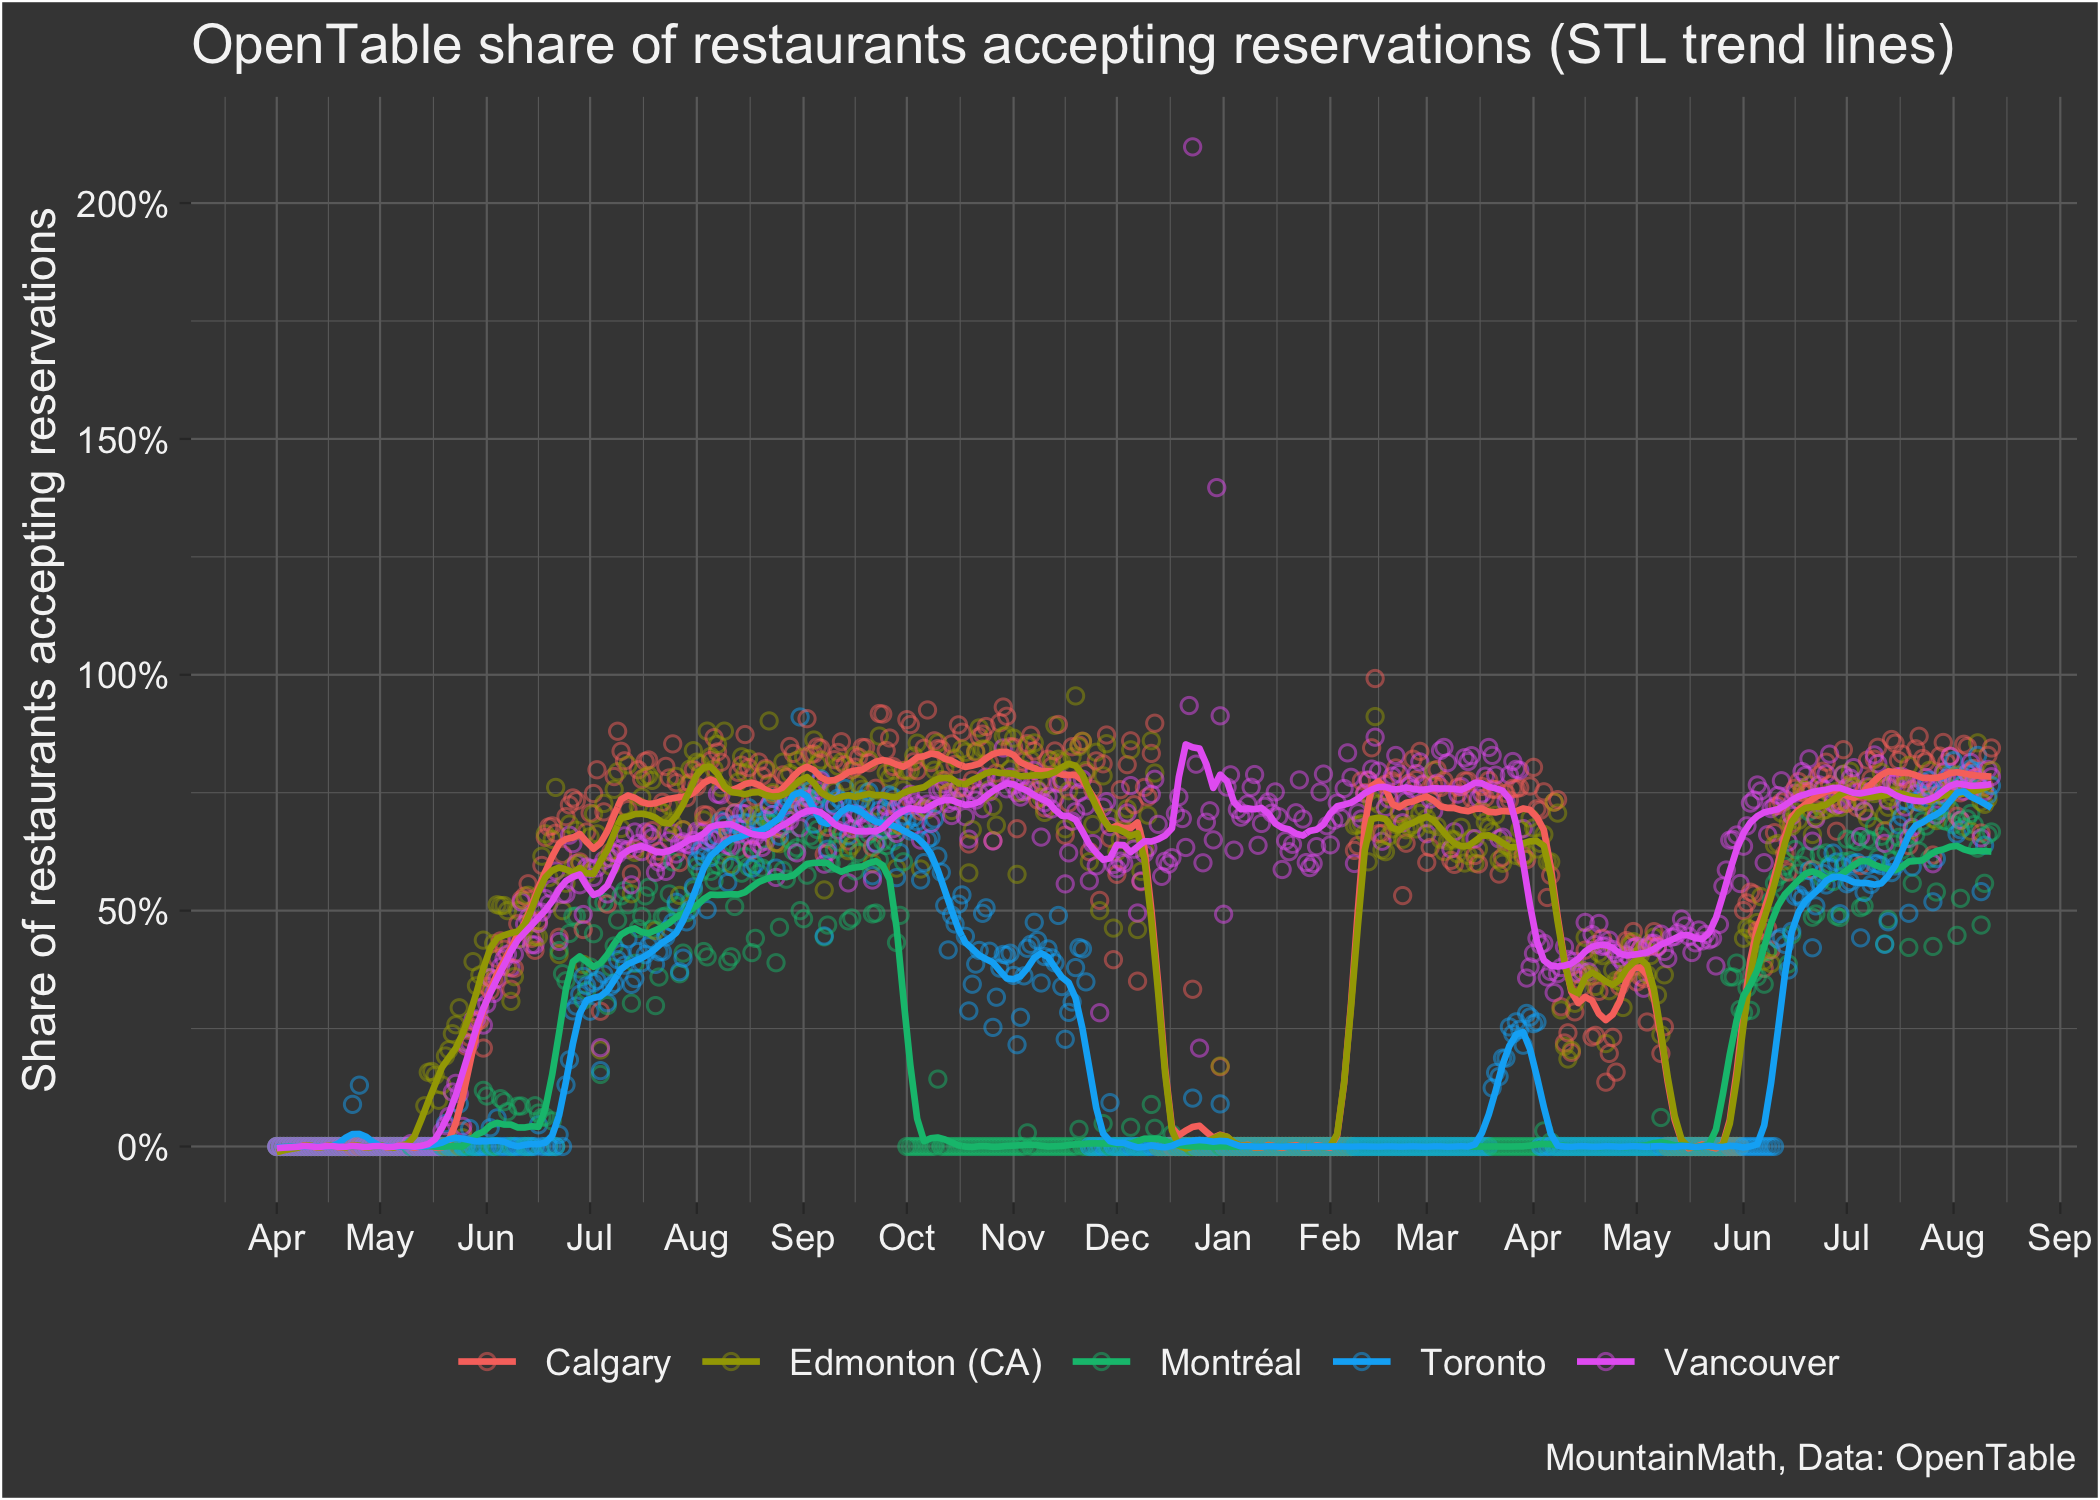 OpenTable share of restaurants accepting reservations (STL trend lines)
Share of restaurants accepting reservations
200%
150%
100%
50%
0%
Apr May Jun Jul Aug Sep Oct Nov Dec Jan Feb Mar Apr May Jun Jul Aug Sep
Calgary Edmonton (CA) Montréal Toronto Vancouver
MountainMath, Data: OpenTable